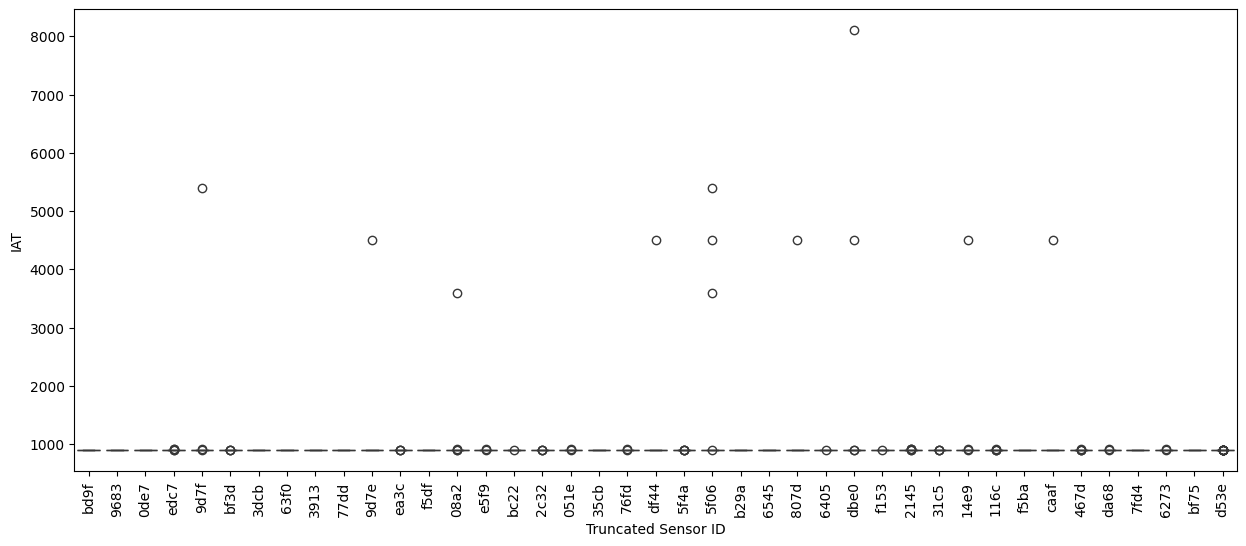 8000
7000
6000
5000
4000
3000
2000
1000
IAT
bd9f 9683 0de7 edc7 9d7f bf3d 3dcb 63f0 3913 77dd 9d7e ea3c f5df 08a2 e5f9 bc22 2c32 051e 35cb 76fd df44 5f4a 5f06 b29a 6545 807d 6405 dbe0 f153 2145 31c5 14e9 116c f5ba caaf 467d da68 7fd4 6273 bf75 d53e
Truncated Sensor ID